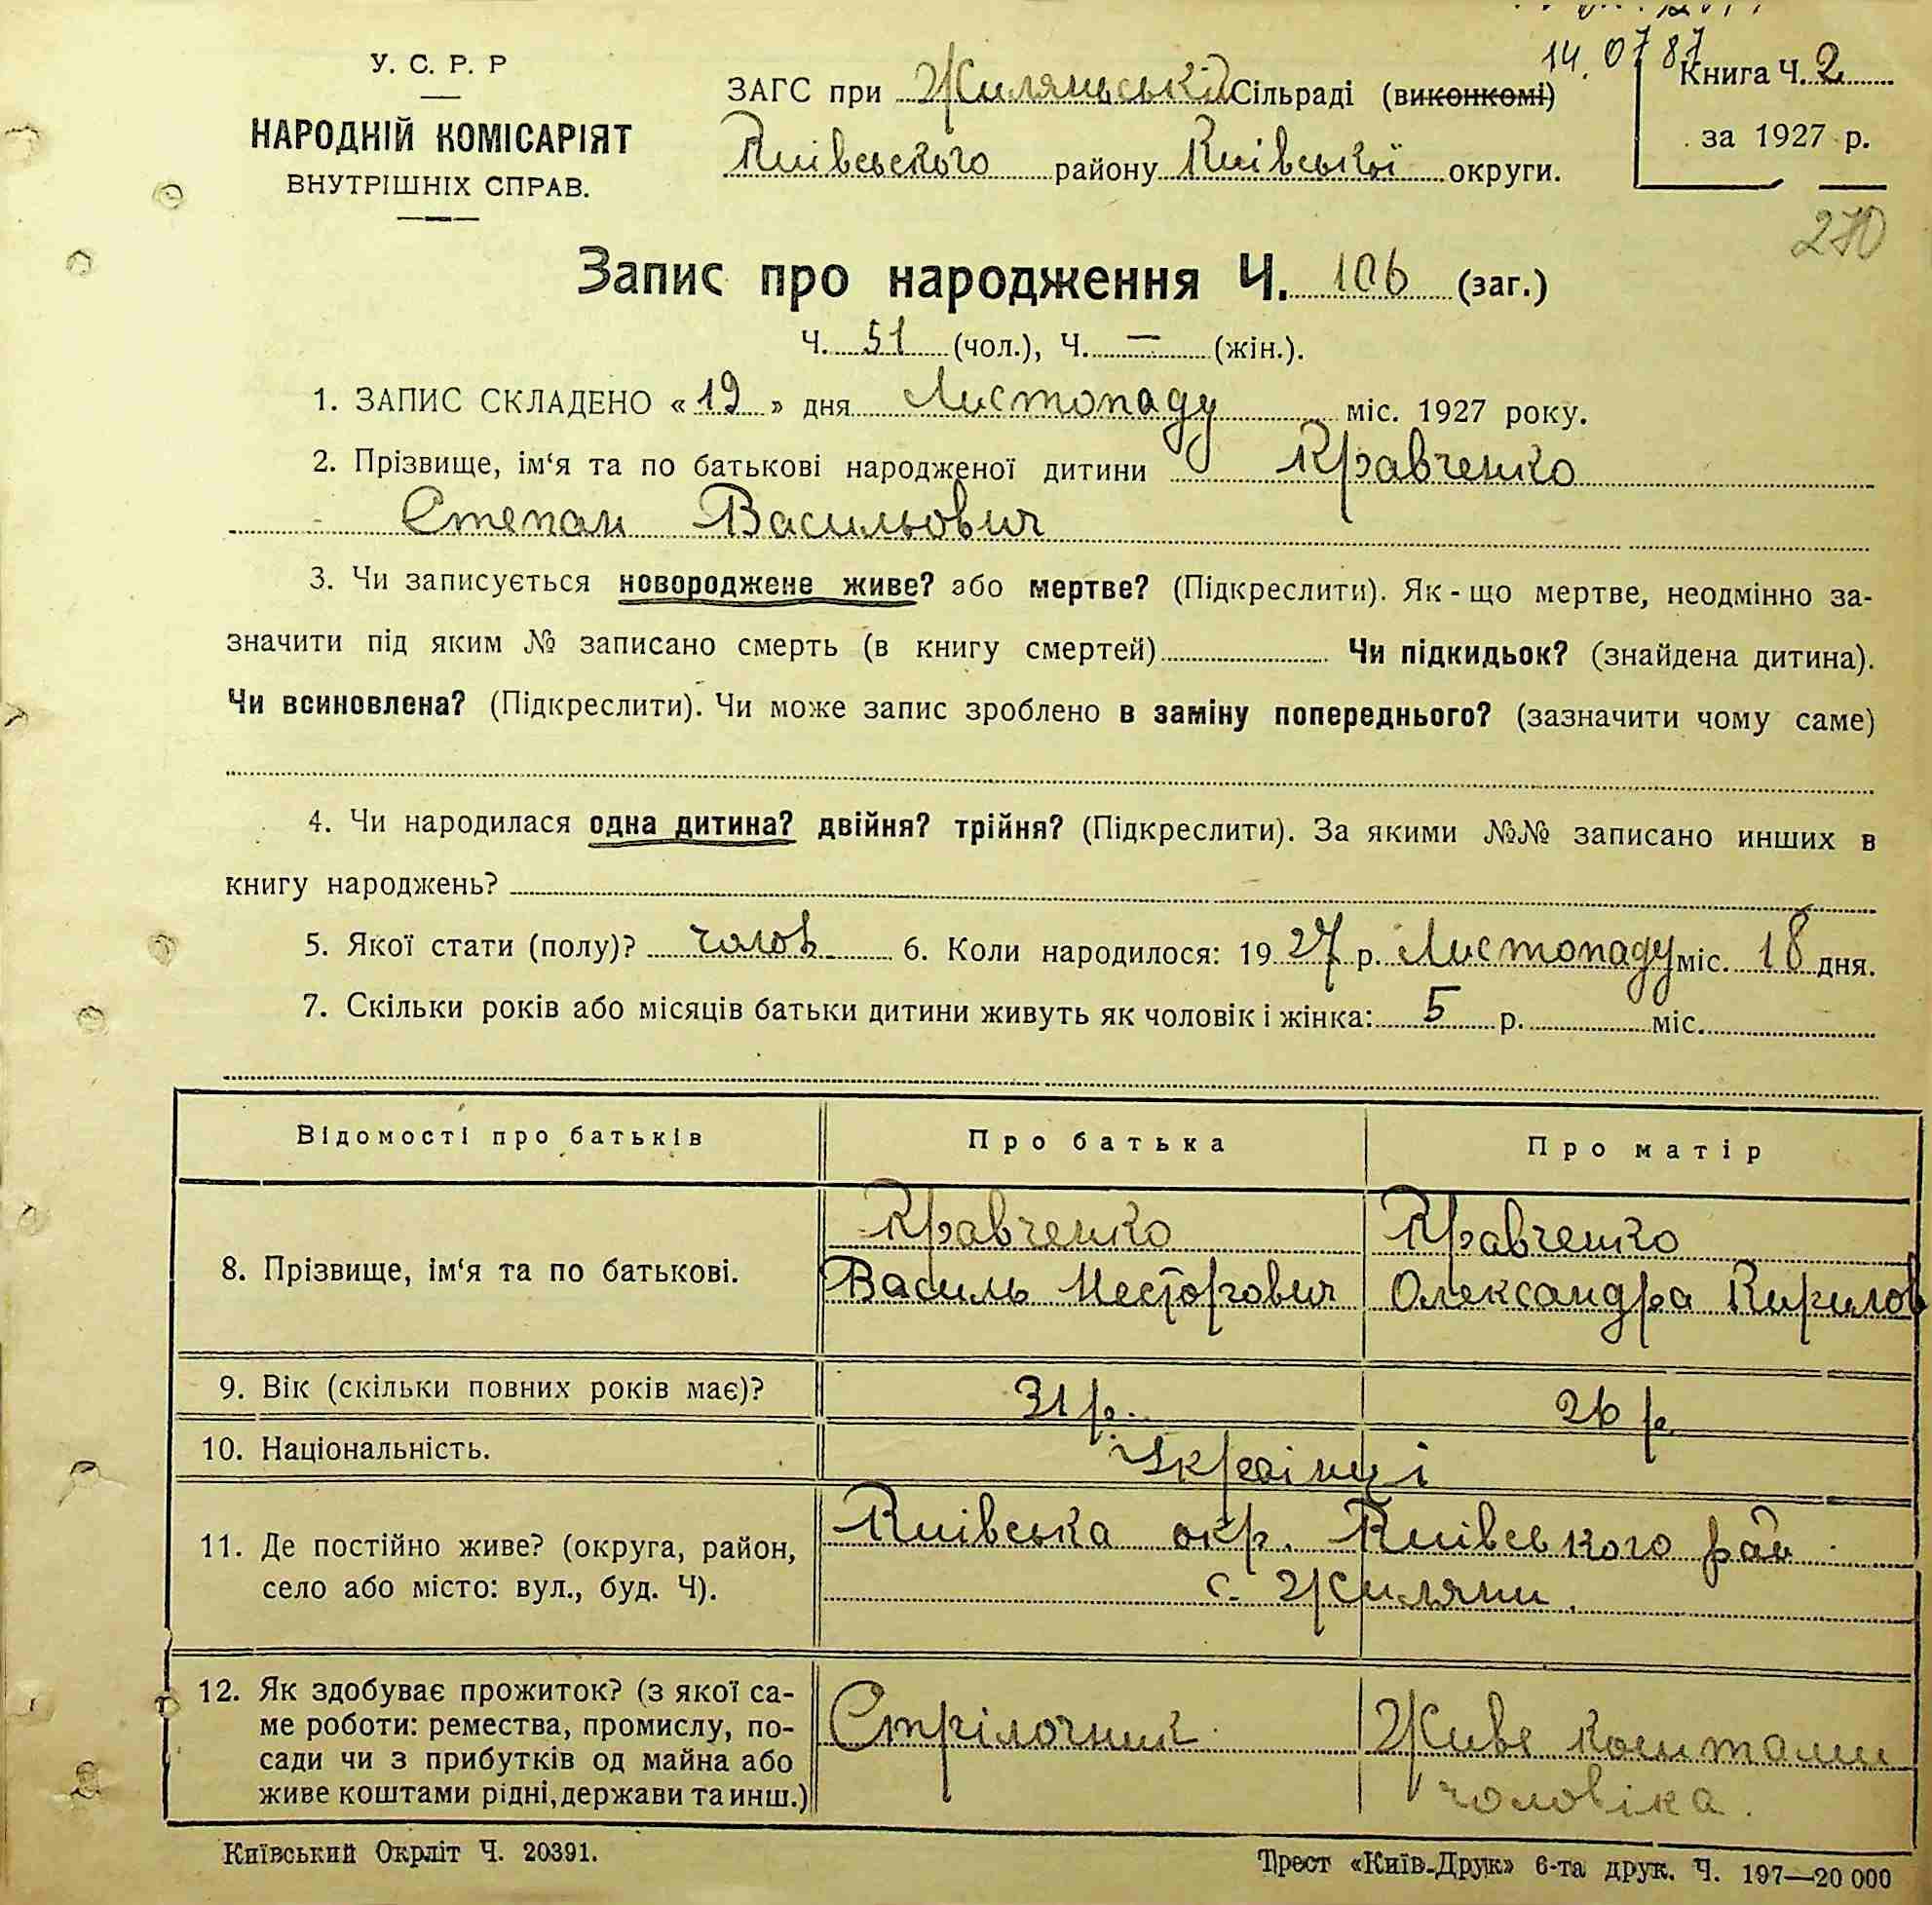 14.07 87
У. С. Р. Р
НАРОДНІЙ КОМІСАРІЯТ
ВНУТРІШНІХ СПРАВ.
ЗАГС при Жилянській Сільраді (виконкомі)
Київського району Київської округи.
Книга Ч. 2
за 1927 р.
270
Запис про народження Ч. 106 (заг.)
Ч. 51 (чол.), Ч. — (жін.).
1. ЗАПИС СКЛАДЕНО «19» дня Листопаду міс. 1927 року.
2. Прізвище, ім‘я та по батькові народженої дитини Кравченко
Степан Васильович
3. Чи записується новороджене живе? або мертве? (Підкреслити). Як-що мертве, неодмінно за-
значити під яким № записано смерть (в книгу смертей) Чи підкидьок? (знайдена дитина).
Чи всиновлена? (Підкреслити). Чи може запис зроблено в заміну попереднього? (зазначити чому саме)
4. Чи народилася одна дитина? двійня? трійня? (Підкреслити). За якими №№ записано инших в
книгу народжень?
5. Якої стати (полу)? чолов. 6. Коли народилося: 1927 р. Листопаду міс. 18 дня.
7. Скільки років або місяців батьки дитини живуть як чоловік і жінка: 5 р. міс.
Відомості про батьків Про батька Про матір
8. Прізвище, ім‘я та по батькові. Кравченко Кравченко
Василь Несторович Олександра Кирилов
9. Вік (скільки повних років має)? 31 р. 26 р.
10. Національність. Українці
11. Де постійно живе? (округа, район,
село або місто: вул., буд. Ч).
Київська окр. Київського рай
с. Жиляни.
12. Як здобуває прожиток? (з якої са-
ме роботи: ремества, промислу, по-
сади чи з прибутків од майна або
живе коштами рідні, держави та инш.)
Стрілочник
Живе коштами
чоловіка.
Київський Окрліт Ч. 20391.
Трест «Київ-Друк» 6-та друк. Ч. 197—20 000